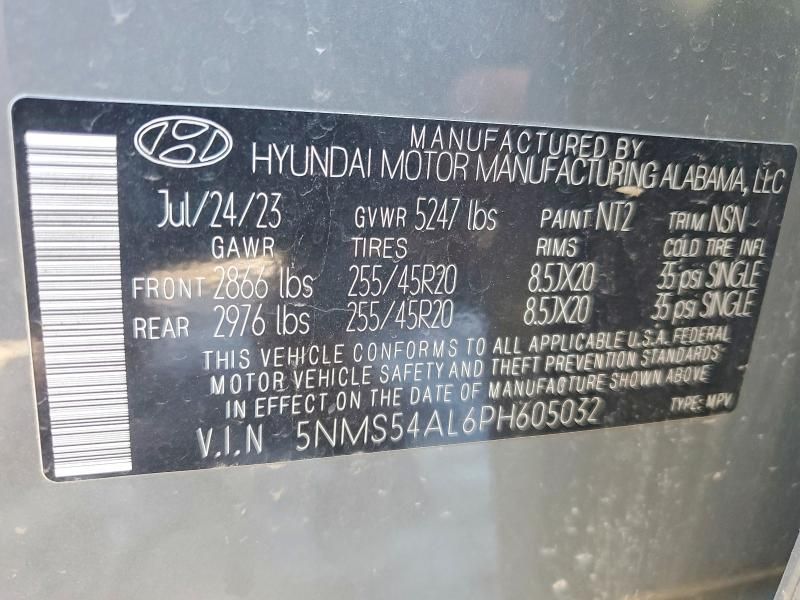 MANUFACTURED BY
HYUNDAI MOTOR MANUFACTURING ALABAMA, LLC
Jul/24/23 GVWR 5247 lbs PAINT NT2 TRIM NSN
GAWR TIRES RIMS COLD TIRE INFL
FRONT 2866 lbs 255/45R20 8.5JX20 35 psi SINGLE
REAR 2976 lbs 255/45R20 8.5JX20 35 psi SINGLE
THIS VEHICLE CONFORMS TO ALL APPLICABLE U.S.A. FEDERAL
MOTOR VEHICLE SAFETY AND THEFT PREVENTION STANDARDS
IN EFFECT ON THE DATE OF MANUFACTURE SHOWN ABOVE
V.I.N 5NMS54AL6PH605032 TYPE: MPV